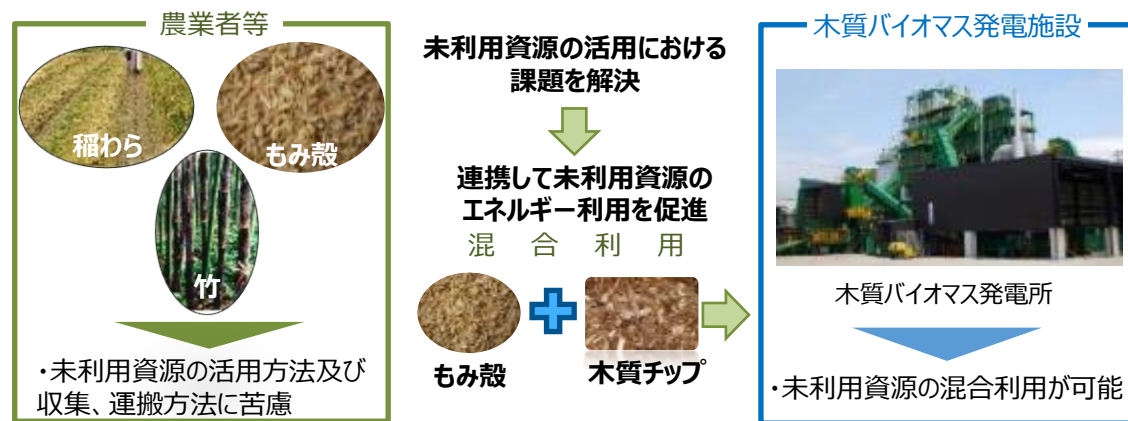 農業者等
稲わら
もみ殻
竹
・未利用資源の活用方法及び
収集、運搬方法に苦慮
未利用資源の活用における
課題を解決
連携して未利用資源の
エネルギー利用を促進
混合利用
もみ殻
木質チップ
木質バイオマス発電施設
木質バイオマス発電所
・未利用資源の混合利用が可能